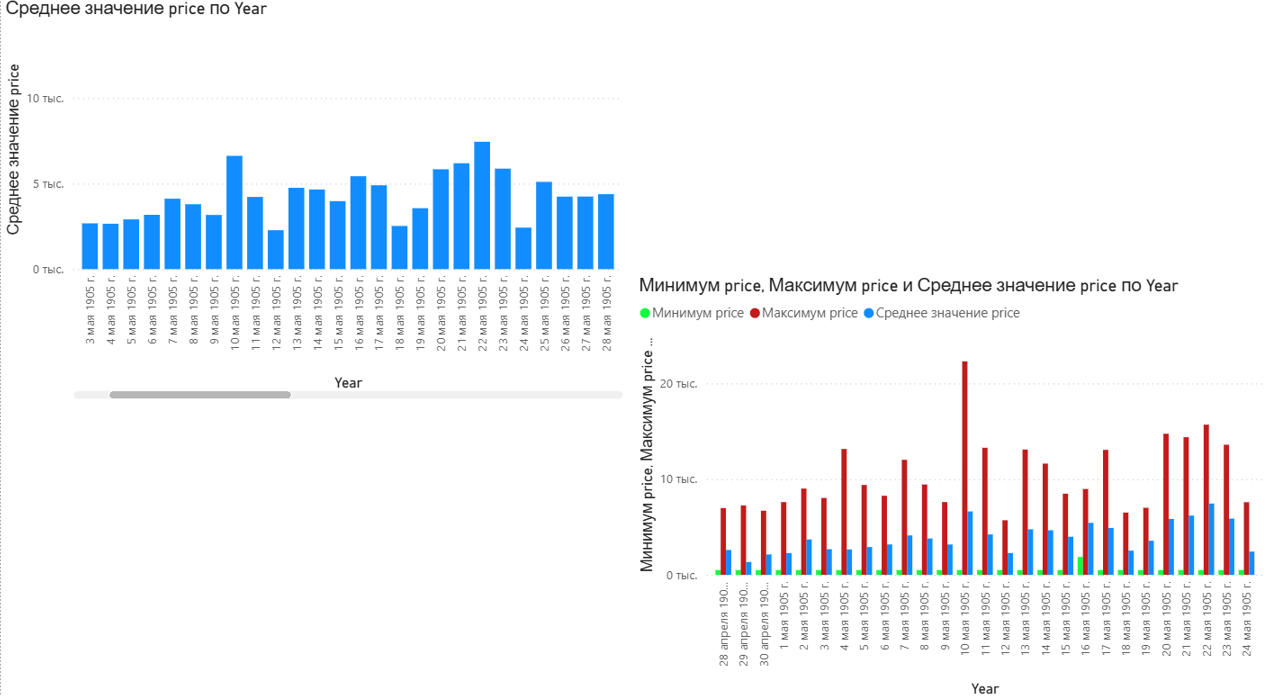 Среднее значение price по Year
Среднее значение price
10 тыс.
5 тыс.
0 тыс.
3 мая 1905 г.
4 мая 1905 г.
5 мая 1905 г.
6 мая 1905 г.
7 мая 1905 г.
8 мая 1905 г.
9 мая 1905 г.
10 мая 1905 г.
11 мая 1905 г.
12 мая 1905 г.
13 мая 1905 г.
14 мая 1905 г.
15 мая 1905 г.
16 мая 1905 г.
17 мая 1905 г.
18 мая 1905 г.
19 мая 1905 г.
20 мая 1905 г.
21 мая 1905 г.
22 мая 1905 г.
23 мая 1905 г.
24 мая 1905 г.
25 мая 1905 г.
26 мая 1905 г.
27 мая 1905 г.
28 мая 1905 г.
Year
Минимум price, Максимум price и Среднее значение price по Year
Минимум price Максимум price Среднее значение price
Минимум price, Максимум price ...
20 тыс.
10 тыс.
0 тыс.
28 апреля 190...
29 апреля 190...
30 апреля 190...
1 мая 1905 г.
2 мая 1905 г.
3 мая 1905 г.
4 мая 1905 г.
5 мая 1905 г.
6 мая 1905 г.
7 мая 1905 г.
8 мая 1905 г.
9 мая 1905 г.
10 мая 1905 г.
11 мая 1905 г.
12 мая 1905 г.
13 мая 1905 г.
14 мая 1905 г.
15 мая 1905 г.
16 мая 1905 г.
17 мая 1905 г.
18 мая 1905 г.
19 мая 1905 г.
20 мая 1905 г.
21 мая 1905 г.
22 мая 1905 г.
23 мая 1905 г.
24 мая 1905 г.
Year